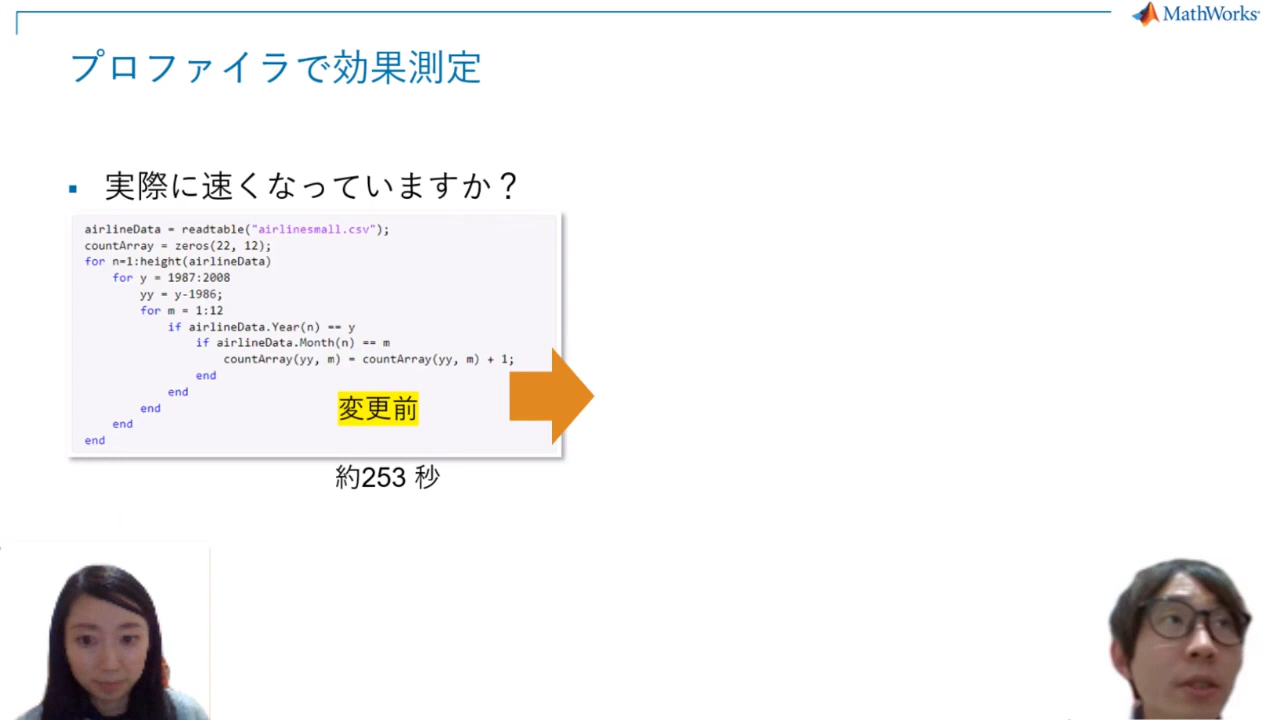 MathWorks
プロファイラで効果測定
▪ 実際に速くなっていますか？
airlineData = readtable("airlinesmall.csv");
countArray = zeros(22, 12);
for n=1:height(airlineData)
    for y = 1987:2008
        yy = y-1986;
        for m = 1:12
            if airlineData.Year(n) == y
                if airlineData.Month(n) == m
                    countArray(yy, m) = countArray(yy, m) + 1;
                end
            end
        end
    end
end
変更前
約253 秒